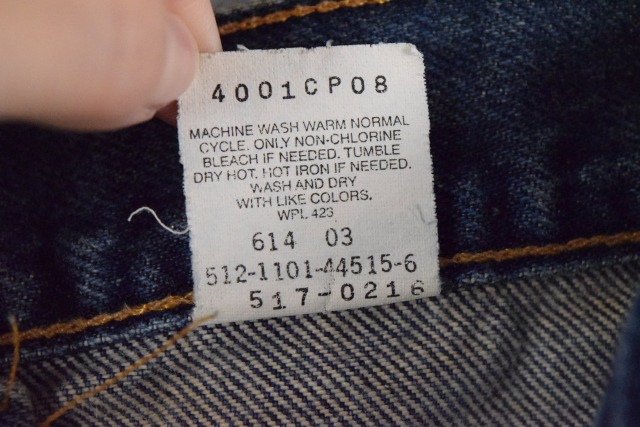 4001CP08
MACHINE WASH WARM NORMAL
CYCLE. ONLY NON-CHLORINE
BLEACH IF NEEDED. TUMBLE
DRY HOT. HOT IRON IF NEEDED.
WASH AND DRY
WITH LIKE COLORS.
WPL 423
614 03
512-1101-44515-6
517-0216